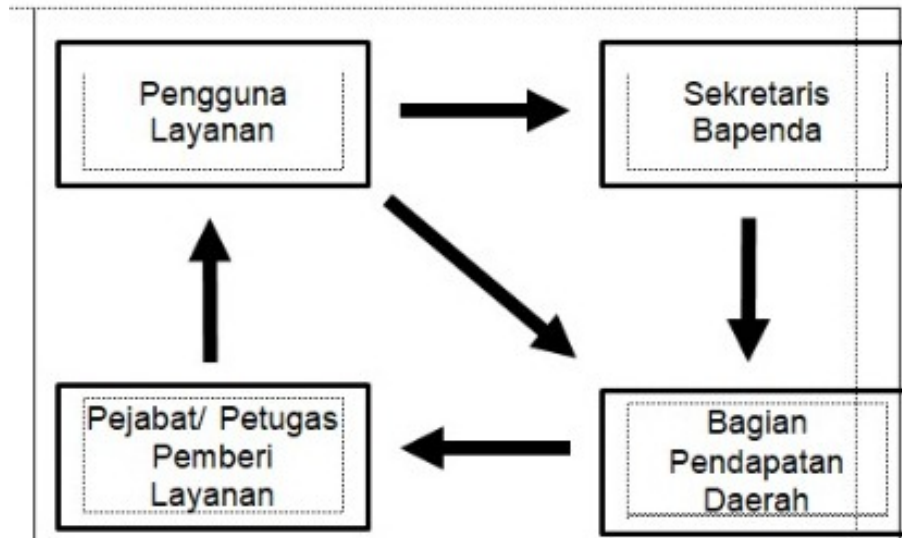 Pengguna
Layanan
Sekretaris
Bapenda
Pejabat/ Petugas
Pemberi
Layanan
Bagian
Pendapatan
Daerah